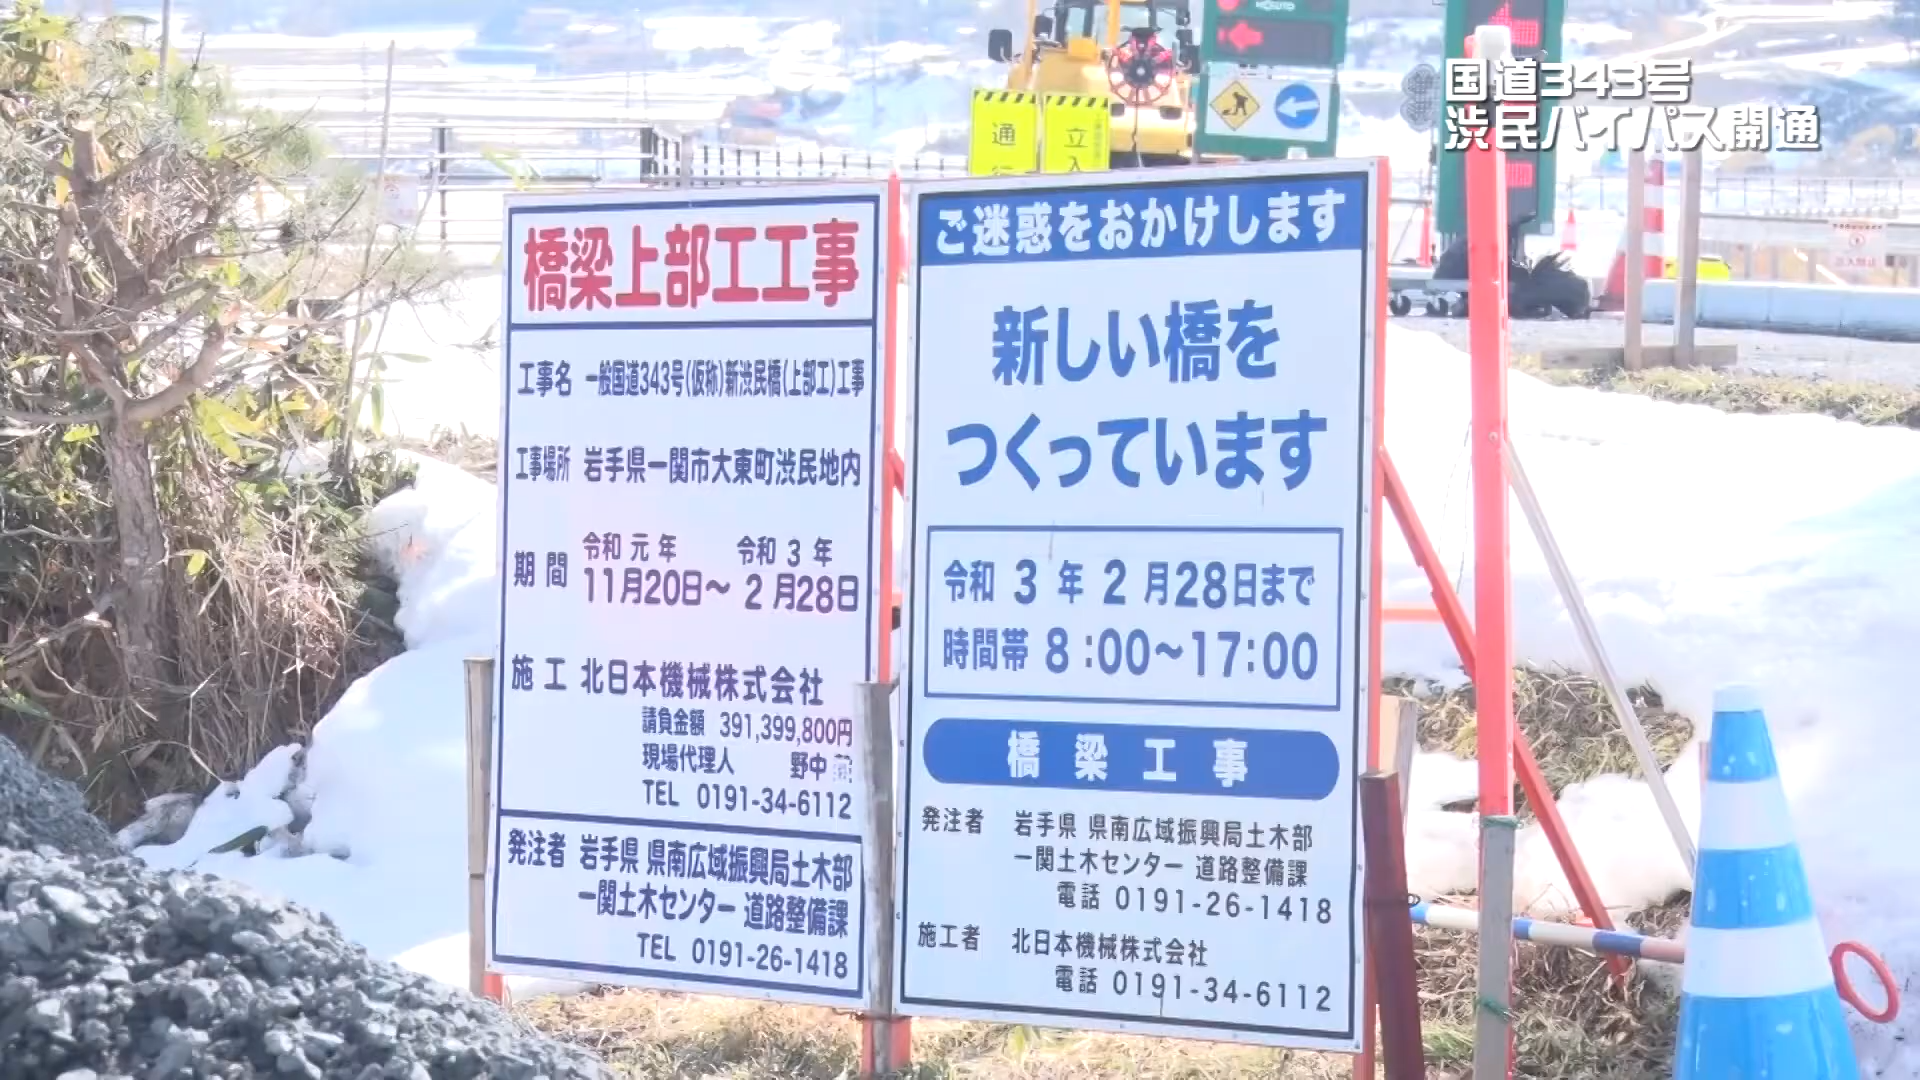 国道343号
渋民バイパス開通
通
立
橋梁上部工工事
工事名 一般国道343号(仮称)新渋民橋(上部工)工事
工事場所 岩手県一関市大東町渋民地内
期間 令和元年 11月20日～令和3年2月28日
施工 北日本機械株式会社
請負金額 391,399,800円
現場代理人 野中
TEL 0191-34-6112
発注者 岩手県 県南広域振興局土木部
一関土木センター 道路整備課
TEL 0191-26-1418
ご迷惑をおかけします
新しい橋を
つくっています
令和3年2月28日まで
時間帯 8:00～17:00
橋梁工事
発注者 岩手県 県南広域振興局土木部
一関土木センター 道路整備課
電話 0191-26-1418
施工者 北日本機械株式会社
電話 0191-34-6112